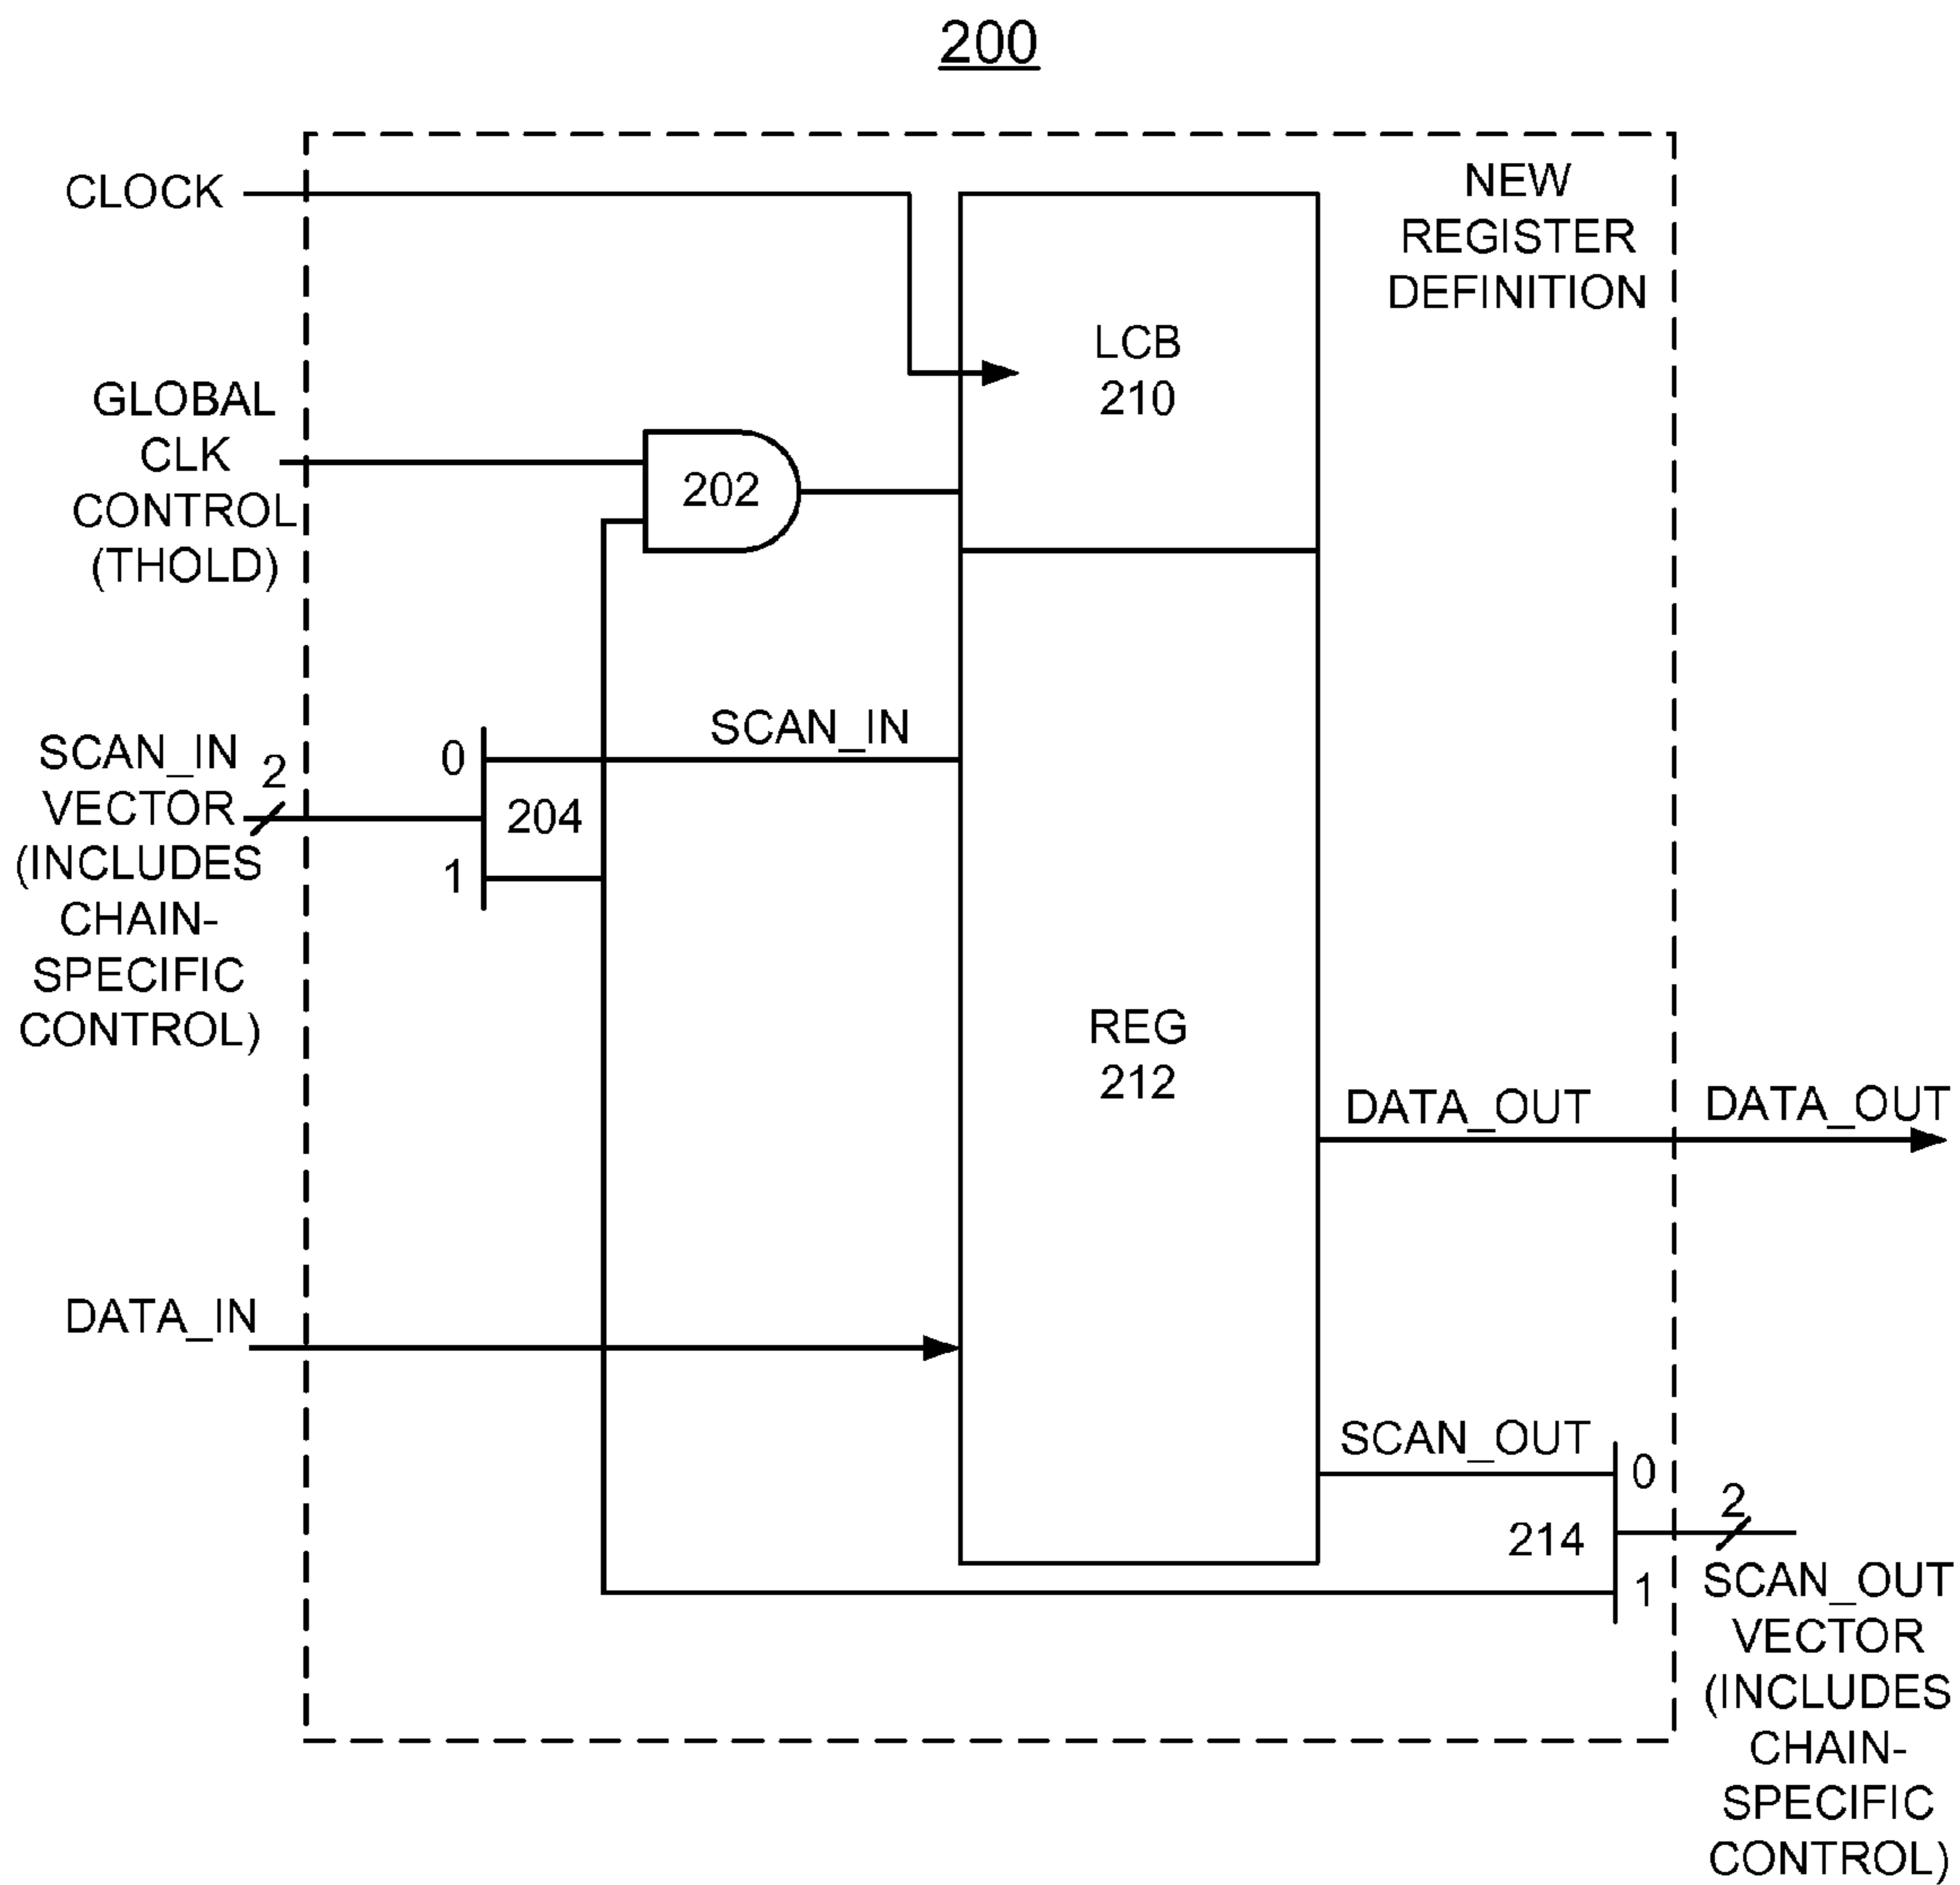 200
CLOCK
NEW
REGISTER
DEFINITION
LCB
210
GLOBAL
CLK
CONTROL
(THOLD)
202
SCAN_IN
VECTOR
(INCLUDES
CHAIN-
SPECIFIC
CONTROL)
2
0
204
1
SCAN_IN
REG
212
DATA_OUT
DATA_OUT
DATA_IN
SCAN_OUT
0
214
1
2
SCAN_OUT
VECTOR
(INCLUDES
CHAIN-
SPECIFIC
CONTROL)